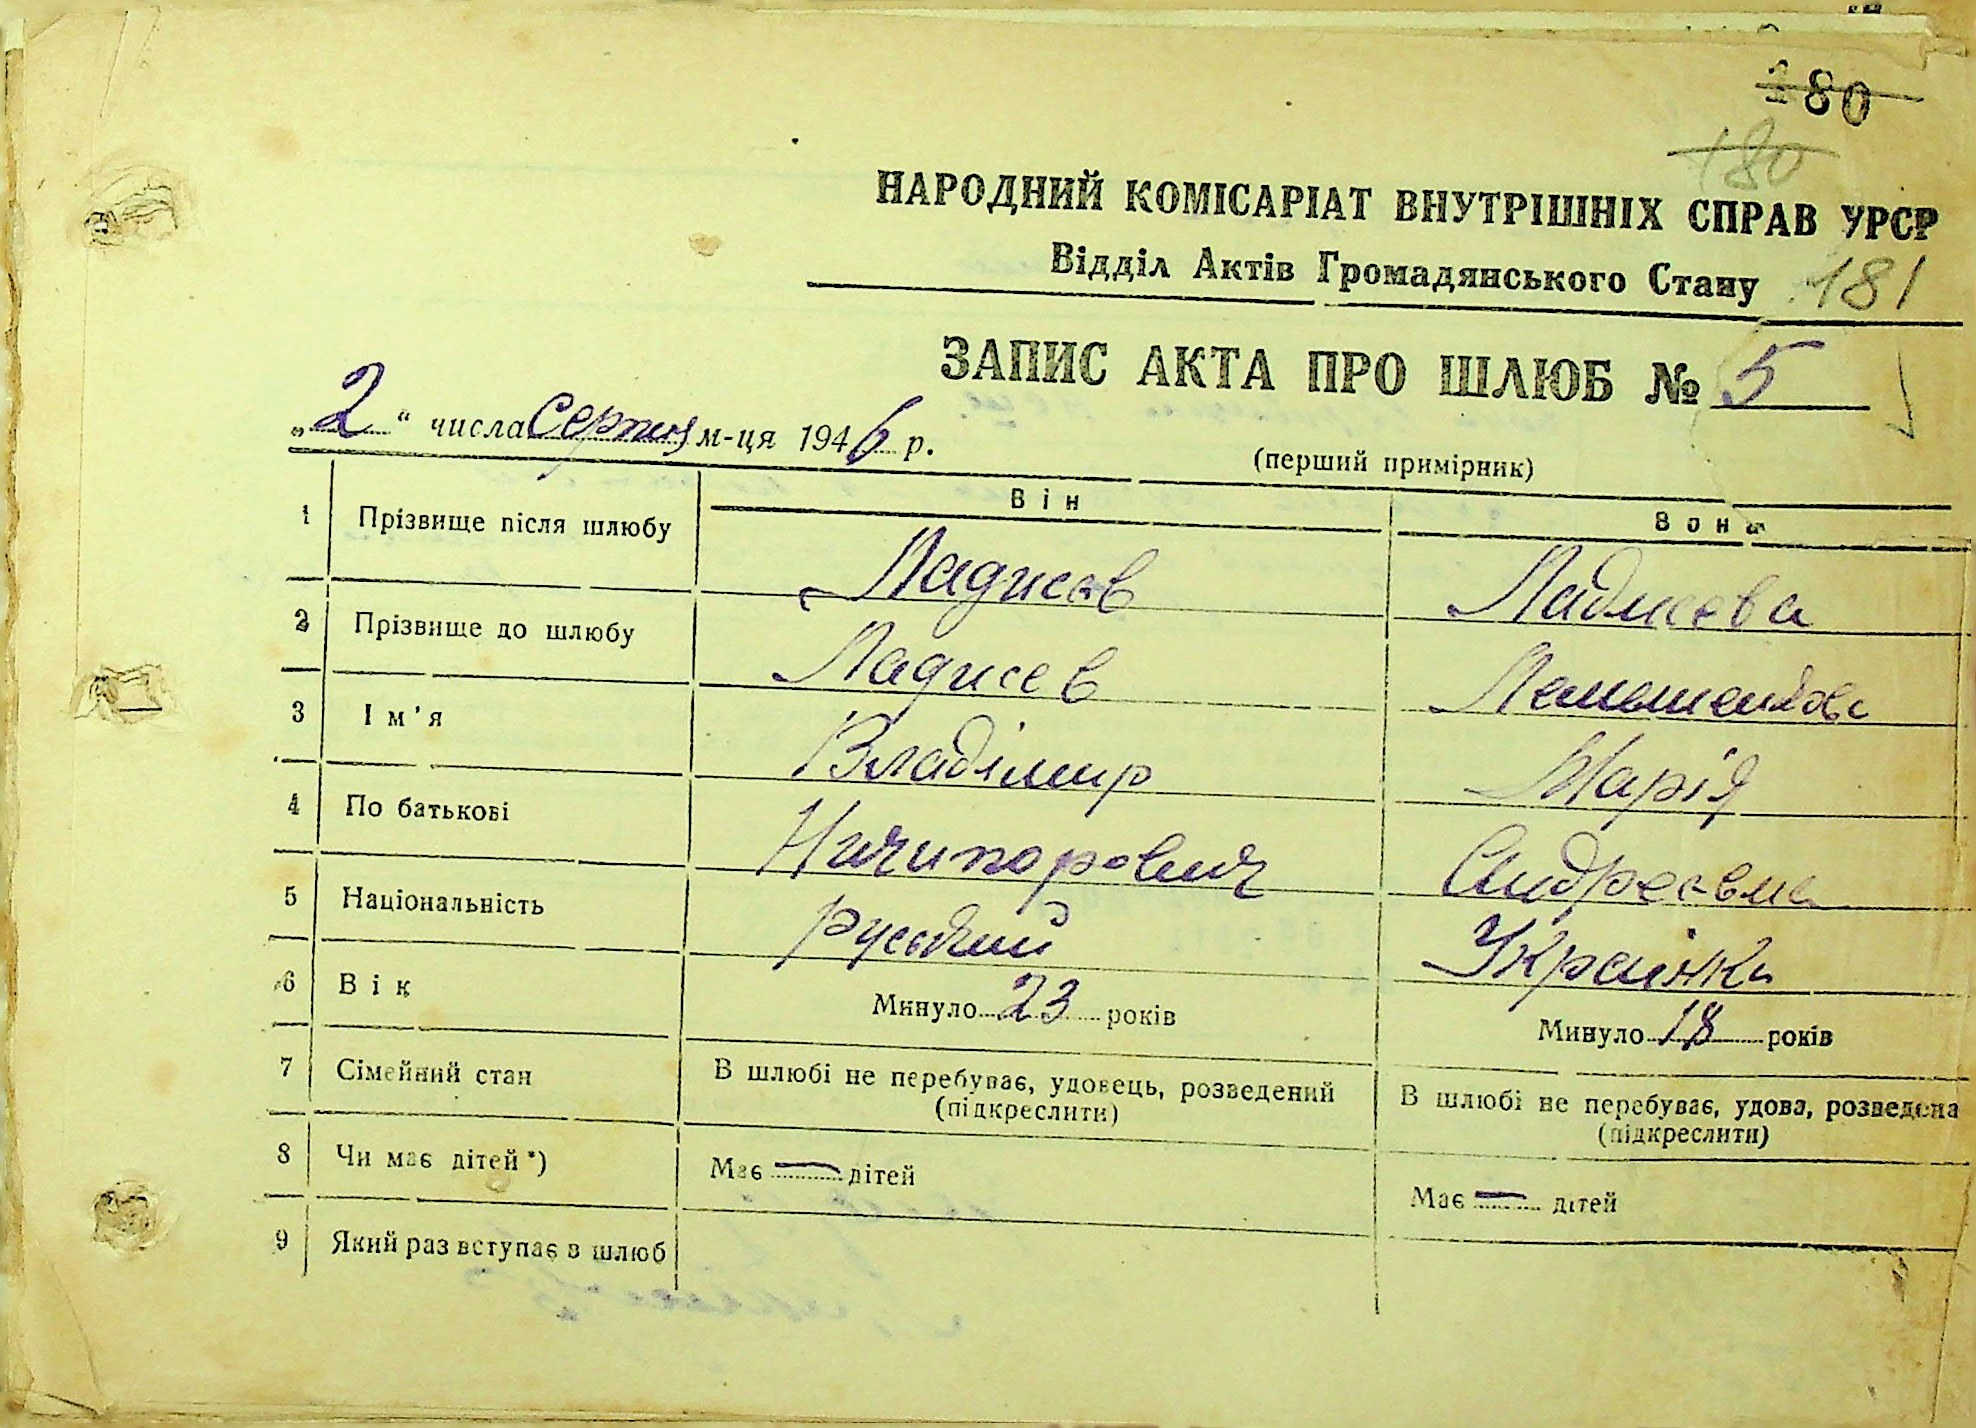 180
180
НАРОДНИЙ КОМІСАРІАТ ВНУТРІШНІХ СПРАВ УРСР
Відділ Актів Громадянського Стану 181
ЗАПИС АКТА ПРО ШЛЮБ № 5
„2“ числа Серпня м-ця 1946 р.
(перший примірник)
Він Вона
1 Прізвище після шлюбу Ладисєв Ладисєва
2 Прізвище до шлюбу Ладисев
3 Ім'я Владімир Марія
4 По батькові Ничипорович Андреевна
5 Національність руський Українка
6 Вік Минуло 23 років Минуло 18 років
7 Сімейний стан В шлюбі не перебуває, удовець, розведений В шлюбі не перебуває, удова, розведена
(підкреслити) (підкреслити)
8 Чи має дітей*) Має — дітей Має — дітей
9 Який раз вступає в шлюб